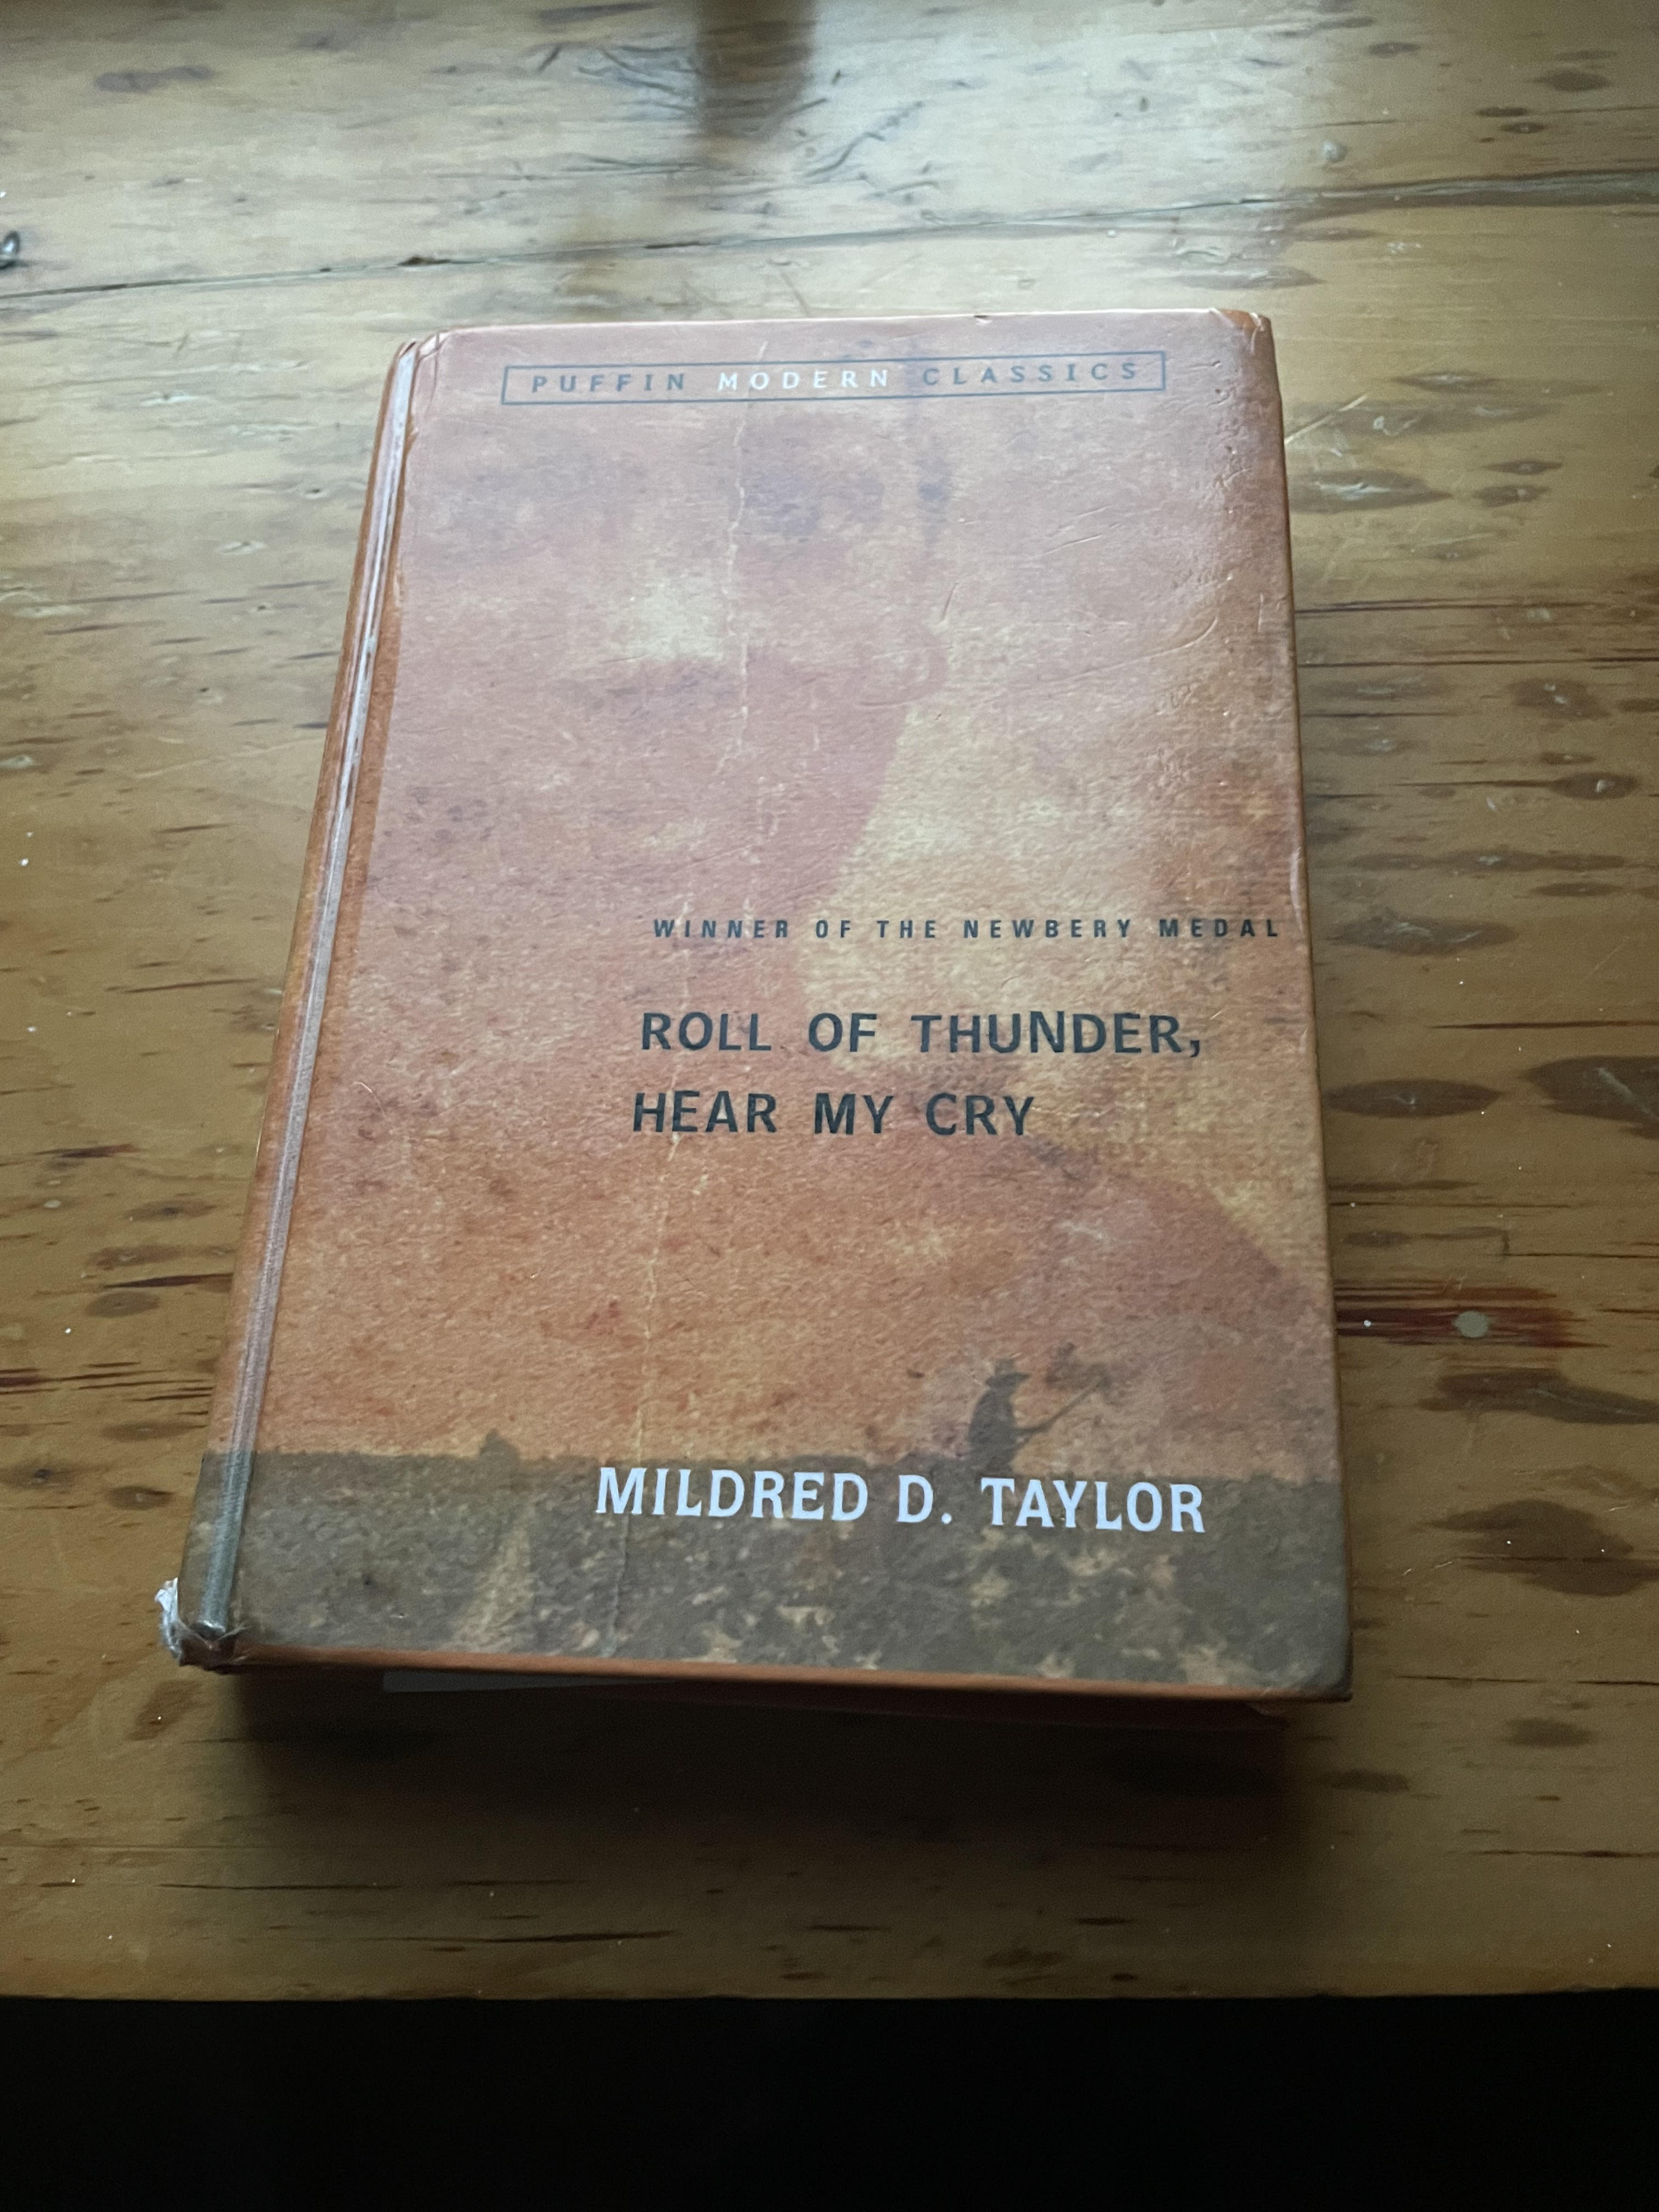 PUFFIN MODERN CLASSICS
WINNER OF THE NEWBERY MEDAL
ROLL OF THUNDER,
HEAR MY CRY
MILDRED D. TAYLOR